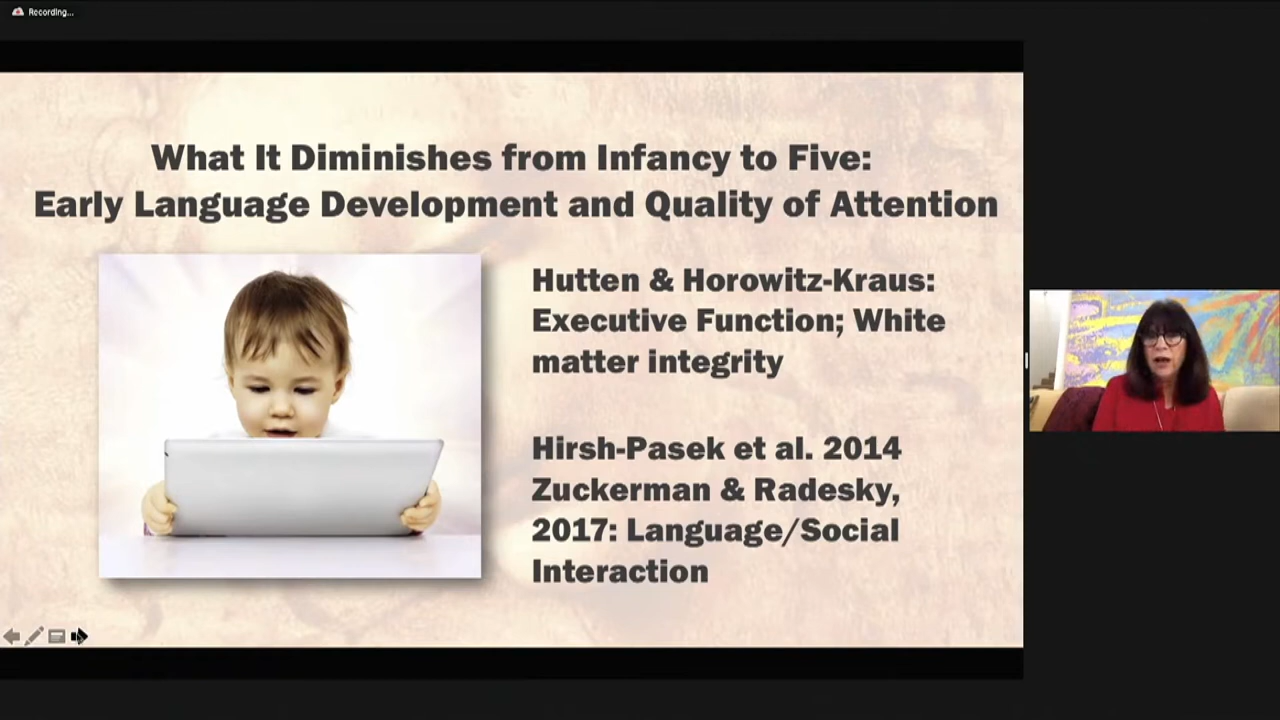 Recording...
What It Diminishes from Infancy to Five:
Early Language Development and Quality of Attention
Hutten & Horowitz-Kraus:
Executive Function; White
matter integrity
Hirsh-Pasek et al. 2014
Zuckerman & Radesky,
2017: Language/Social
Interaction